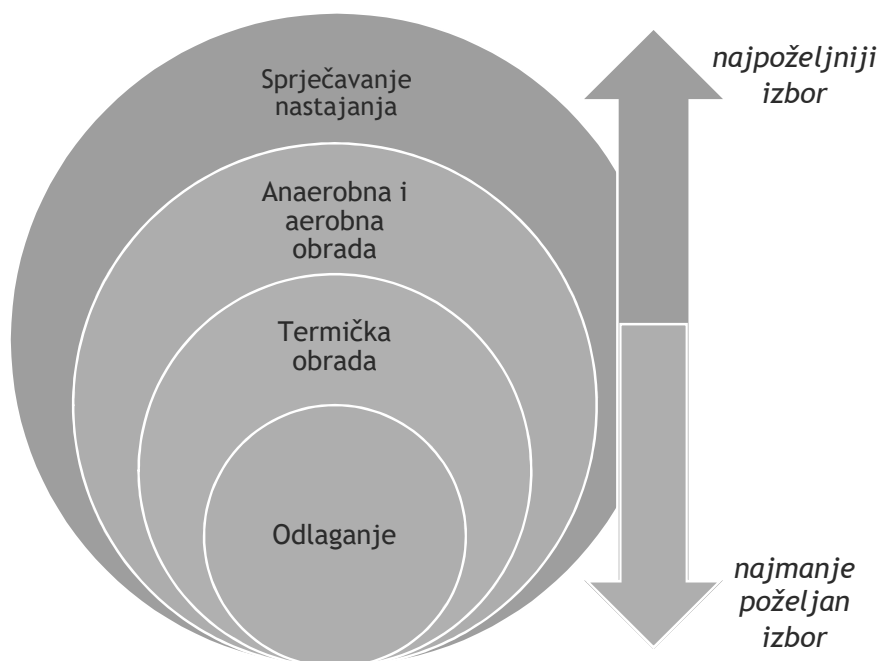 Sprječavanje
nastajanja
Anaerobna i
aerobna
obrada
Termička
obrada
Odlaganje
najpoželjniji
izbor
najmanje
poželjan
izbor